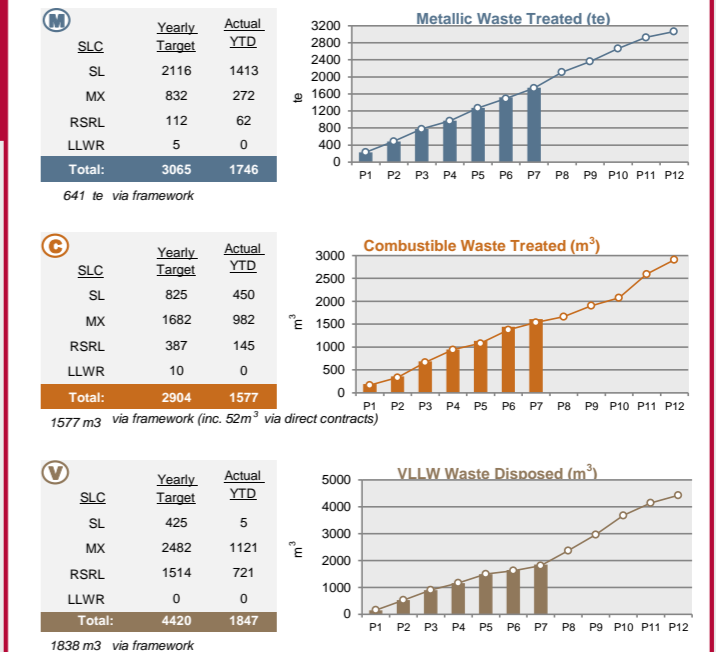 M
SLC Yearly Target Actual YTD
SL 2116 1413
MX 832 272
RSRL 112 62
LLWR 5 0
Total: 3065 1746
641 te via framework
Metallic Waste Treated (te)
te
3200
2800
2400
2000
1600
1200
800
400
0
P1 P2 P3 P4 P5 P6 P7 P8 P9 P10 P11 P12
C
SLC Yearly Target Actual YTD
SL 825 450
MX 1682 982
RSRL 387 145
LLWR 10 0
Total: 2904 1577
1577 m3 via framework (inc. 52m³ via direct contracts)
Combustible Waste Treated (m³)
m³
3000
2500
2000
1500
1000
500
0
P1 P2 P3 P4 P5 P6 P7 P8 P9 P10 P11 P12
V
SLC Yearly Target Actual YTD
SL 425 5
MX 2482 1121
RSRL 1514 721
LLWR 0 0
Total: 4420 1847
1838 m3 via framework
VLLW Waste Disposed (m³)
m³
5000
4000
3000
2000
1000
0
P1 P2 P3 P4 P5 P6 P7 P8 P9 P10 P11 P12